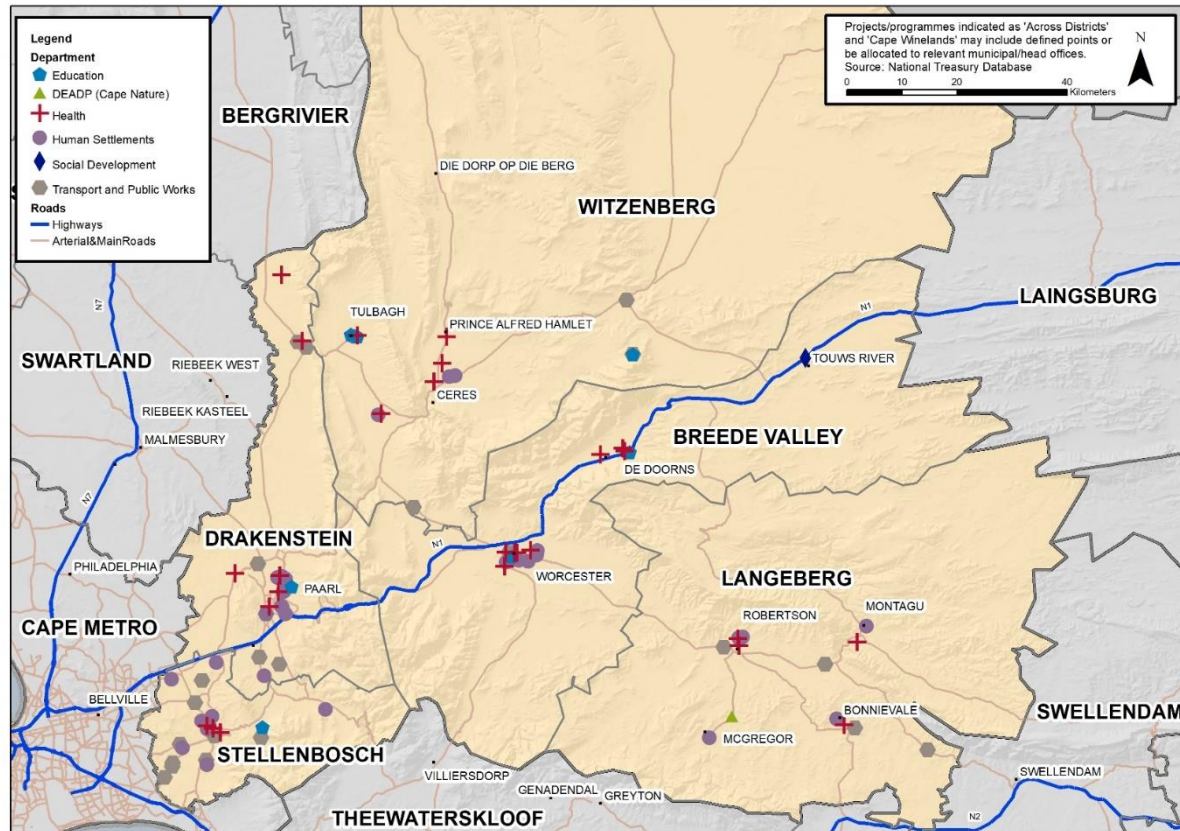 Legend
Department
Education
DEADP (Cape Nature)
Health
Human Settlements
Social Development
Transport and Public Works
Roads
Highways
Arterial&MainRoads
Projects/programmes indicated as 'Across Districts'
and 'Cape Winelands' may include defined points or
be allocated to relevant municipal/head offices.
Source: National Treasury Database
N
0 10 20 40
Kilometers
BERGRIVIER
DIE DORP OP DIE BERG
WITZENBERG
LAINGSBURG
N1
TULBAGH
PRINCE ALFRED HAMLET
TOUWS RIVER
SWARTLAND
N7
RIEBEEK WEST
RIEBEEK KASTEEL
CERES
MALMESBURY
BREEDE VALLEY
DE DOORNS
N7
DRAKENSTEIN
N1
PHILADELPHIA
WORCESTER
PAARL
LANGEBERG
CAPE METRO
ROBERTSON
MONTAGU
BELLVILLE
BONNIEVALE
SWELLENDAM
MCGREGOR
STELLENBOSCH
VILLIERSDORP
SWELLENDAM
GENADENDAL
GREYTON
THEEWATERSKLOOF
N2